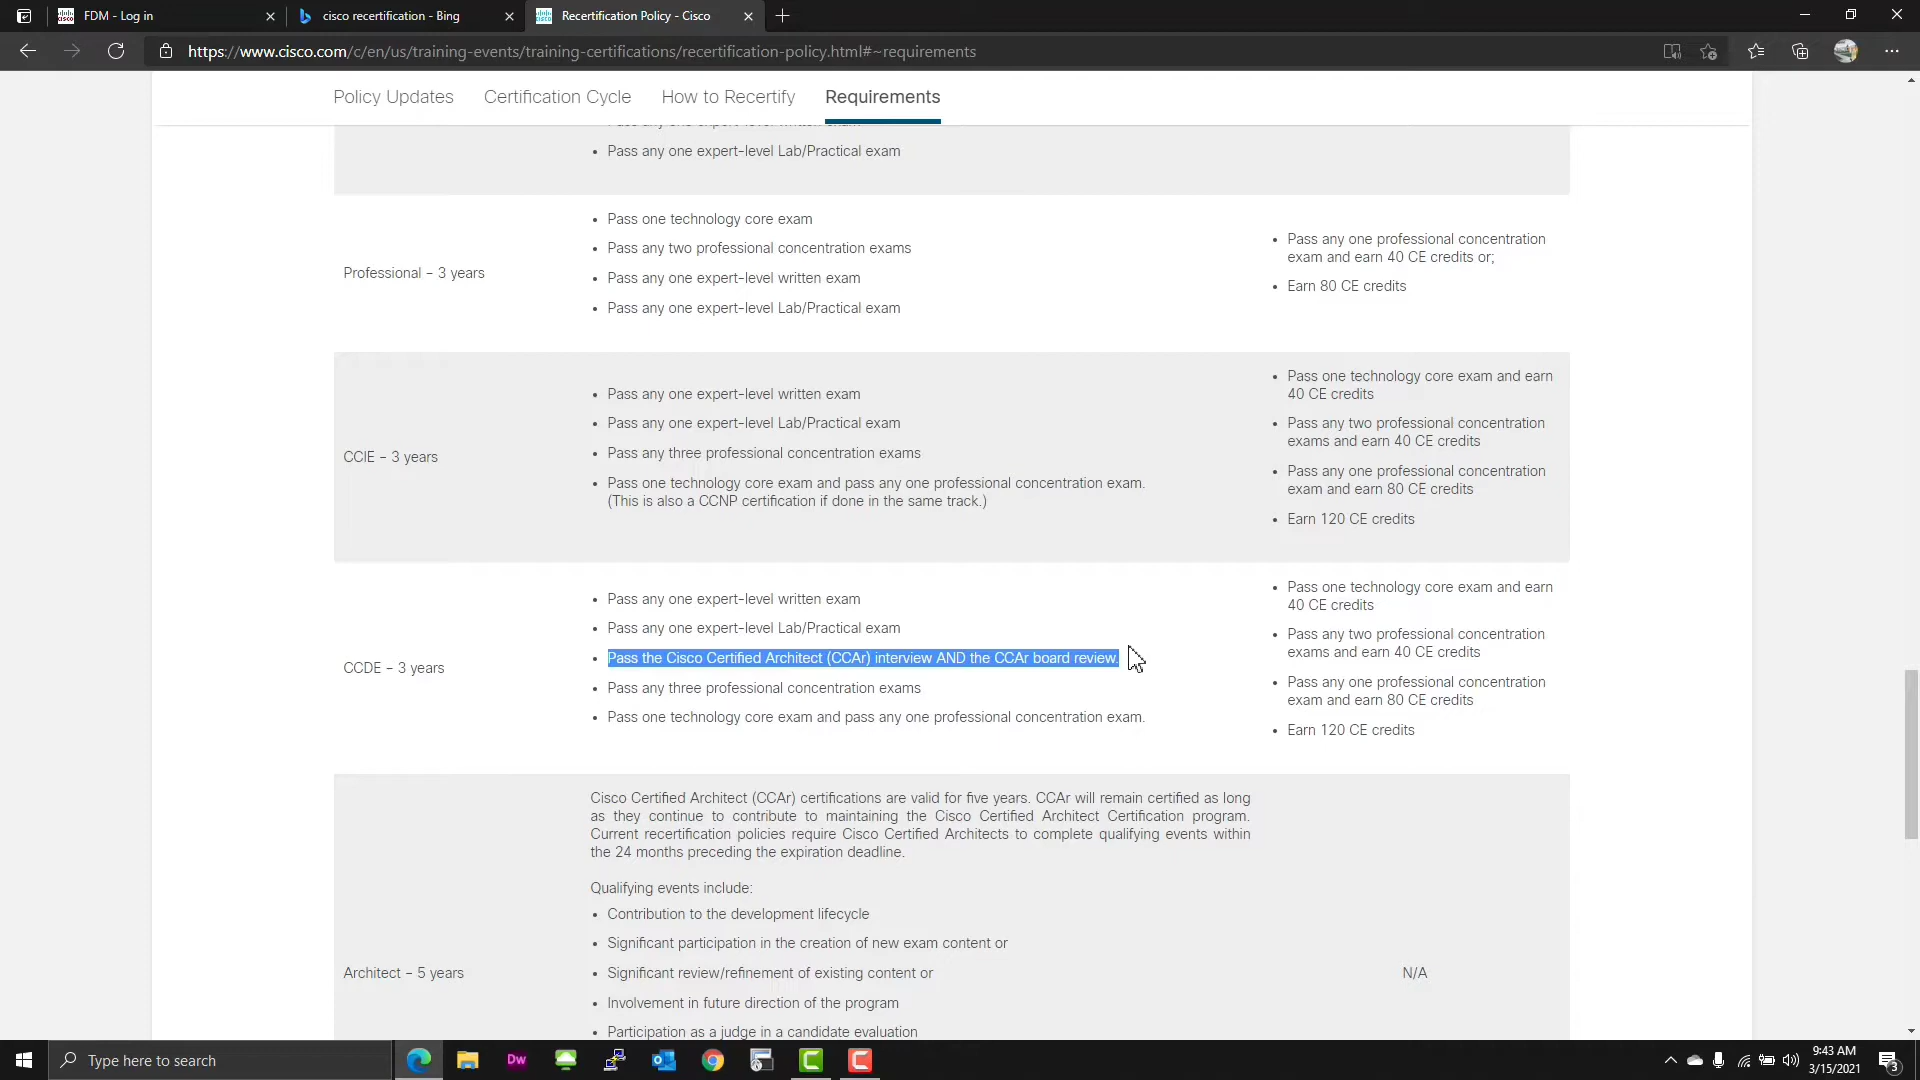 FDM - Log in
cisco recertification - Bing
Recertification Policy - Cisco
https://www.cisco.com/c/en/us/training-events/training-certifications/recertification-policy.html#~requirements
Policy Updates
Certification Cycle
How to Recertify
Requirements
Pass any one expert-level written exam
• Pass any one expert-level Lab/Practical exam
Professional – 3 years
• Pass one technology core exam
• Pass any two professional concentration exams
• Pass any one expert-level written exam
• Pass any one expert-level Lab/Practical exam
• Pass any one professional concentration
exam and earn 40 CE credits or;
• Earn 80 CE credits
CCIE – 3 years
• Pass any one expert-level written exam
• Pass any one expert-level Lab/Practical exam
• Pass any three professional concentration exams
• Pass one technology core exam and pass any one professional concentration exam.
(This is also a CCNP certification if done in the same track.)
• Pass one technology core exam and earn
40 CE credits
• Pass any two professional concentration
exams and earn 40 CE credits
• Pass any one professional concentration
exam and earn 80 CE credits
• Earn 120 CE credits
CCDE – 3 years
• Pass any one expert-level written exam
• Pass any one expert-level Lab/Practical exam
• Pass the Cisco Certified Architect (CCAr) interview AND the CCAr board review.
• Pass any three professional concentration exams
• Pass one technology core exam and pass any one professional concentration exam.
• Pass one technology core exam and earn
40 CE credits
• Pass any two professional concentration
exams and earn 40 CE credits
• Pass any one professional concentration
exam and earn 80 CE credits
• Earn 120 CE credits
Architect – 5 years
Cisco Certified Architect (CCAr) certifications are valid for five years. CCAr will remain certified as long
as they continue to contribute to maintaining the Cisco Certified Architect Certification program.
Current recertification policies require Cisco Certified Architects to complete qualifying events within
the 24 months preceding the expiration deadline.
Qualifying events include:
• Contribution to the development lifecycle
• Significant participation in the creation of new exam content or
• Significant review/refinement of existing content or
• Involvement in future direction of the program
• Participation as a judge in a candidate evaluation
N/A
Type here to search
Dw
9:43 AM
3/15/2021
3